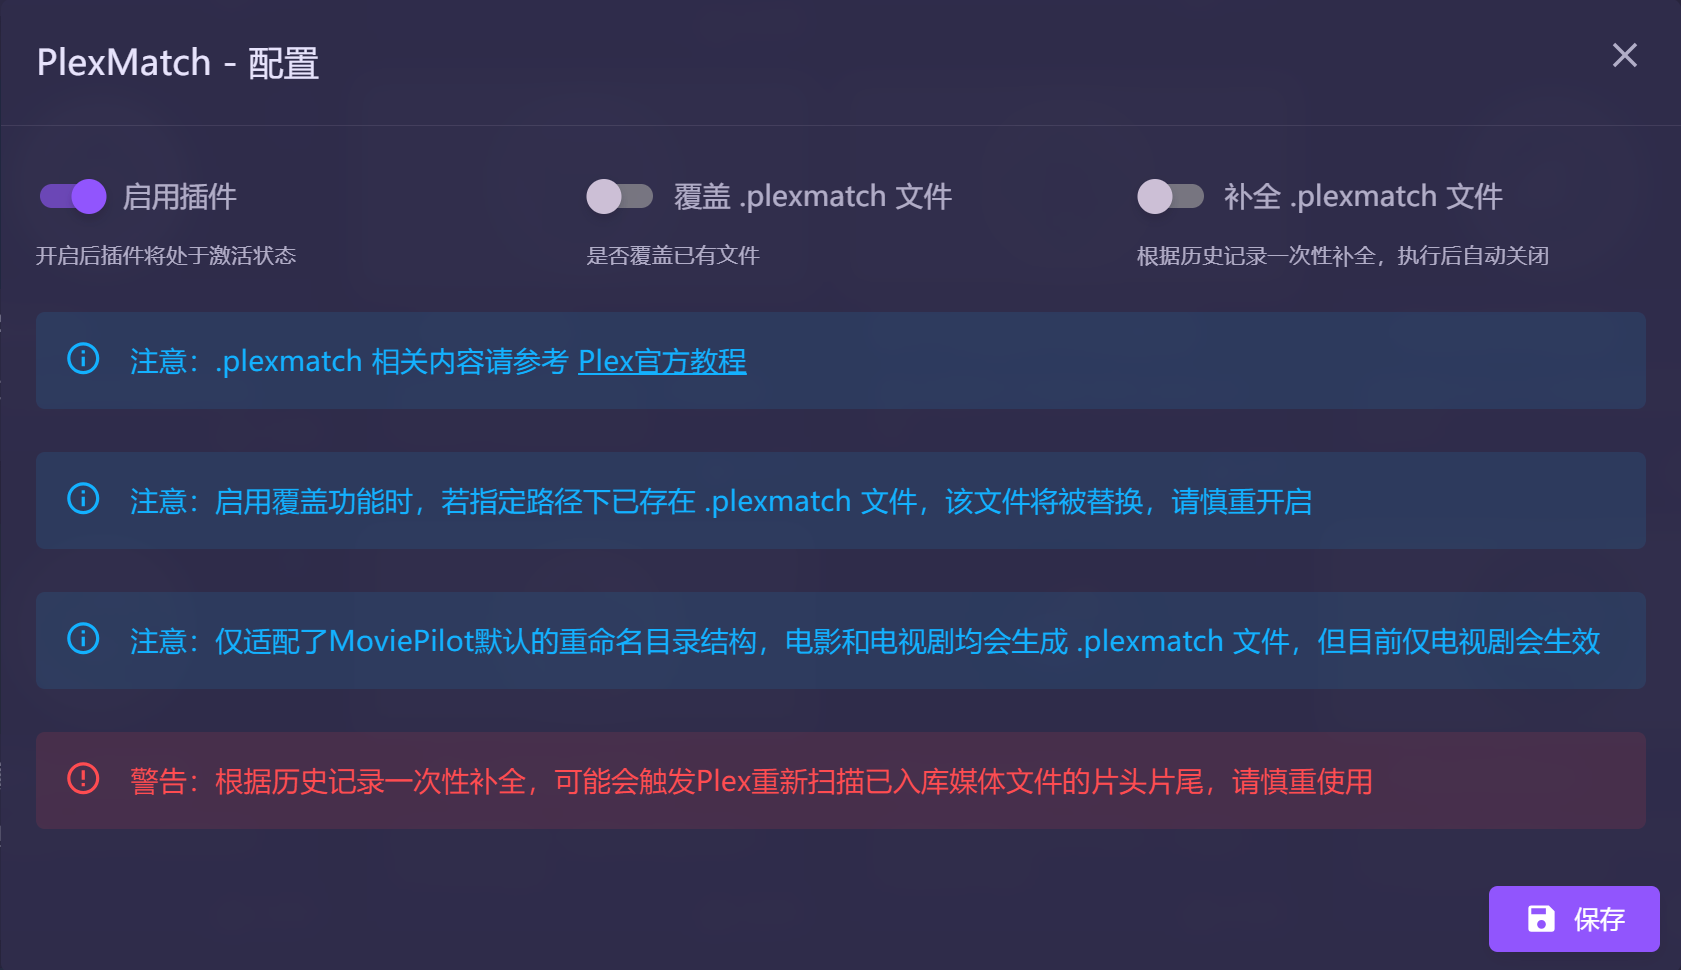 PlexMatch - 配置
启用插件
覆盖 .plexmatch 文件
补全 .plexmatch 文件
开启后插件将处于激活状态
是否覆盖已有文件
根据历史记录一次性补全，执行后自动关闭
注意：.plexmatch 相关内容请参考 Plex官方教程
注意：启用覆盖功能时，若指定路径下已存在 .plexmatch 文件，该文件将被替换，请慎重开启
注意：仅适配了MoviePilot默认的重命名目录结构，电影和电视剧均会生成 .plexmatch 文件，但目前仅电视剧会生效
警告：根据历史记录一次性补全，可能会触发Plex重新扫描已入库媒体文件的片头片尾，请慎重使用
保存